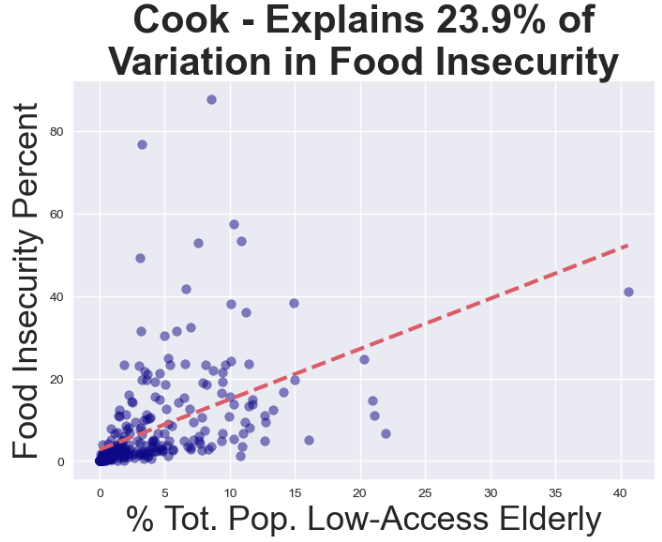 Cook - Explains 23.9% of
Variation in Food Insecurity
Food Insecurity Percent
80
60
40
20
0
0 5 10 15 20 25 30 35 40
% Tot. Pop. Low-Access Elderly